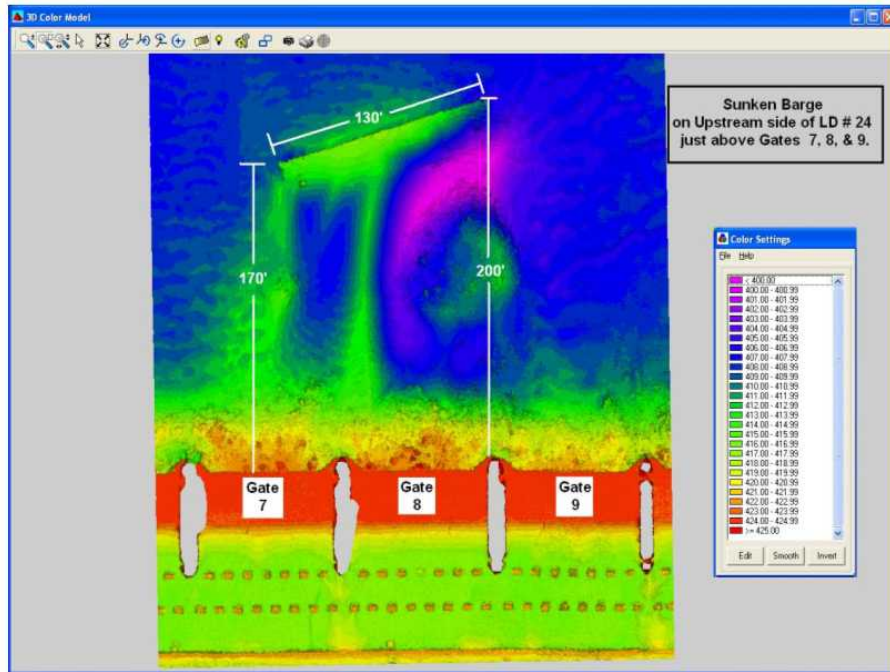 3D Color Model
130'
Sunken Barge
on Upstream side of LD # 24
just above Gates 7, 8, & 9.
170'
200'
Color Settings
File Help
< 400.00
400.00 - 400.99
401.00 - 401.99
402.00 - 402.99
403.00 - 403.99
404.00 - 404.99
405.00 - 405.99
406.00 - 406.99
407.00 - 407.99
408.00 - 408.99
409.00 - 409.99
410.00 - 410.99
411.00 - 411.99
412.00 - 412.99
413.00 - 413.99
414.00 - 414.99
415.00 - 415.99
416.00 - 416.99
417.00 - 417.99
418.00 - 418.99
419.00 - 419.99
420.00 - 420.99
421.00 - 421.99
422.00 - 422.99
423.00 - 423.99
424.00 - 424.99
>= 425.00
Edit Smooth Invert
Gate
7
Gate
8
Gate
9